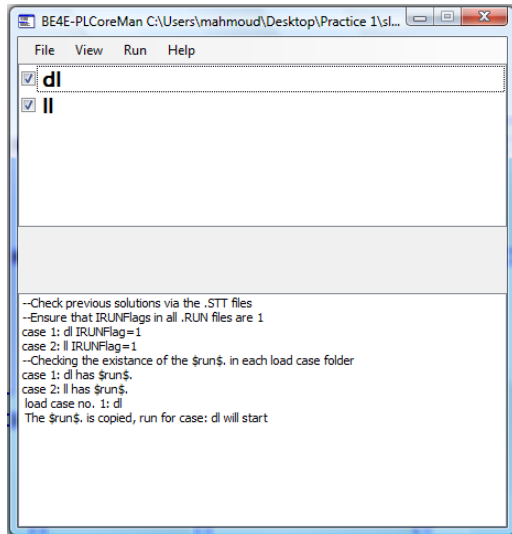 BE4E-PLCoreMan C:\Users\mahmoud\Desktop\Practice 1\sl...
File View Run Help
dl
ll
--Check previous solutions via the .STT files
--Ensure that IRUNFlags in all .RUN files are 1
case 1: dl IRUNFlag=1
case 2: ll IRUNFlag=1
--Checking the existance of the $run$. in each load case folder
case 1: dl has $run$.
case 2: ll has $run$.
load case no. 1: dl
The $run$. is copied, run for case: dl will start